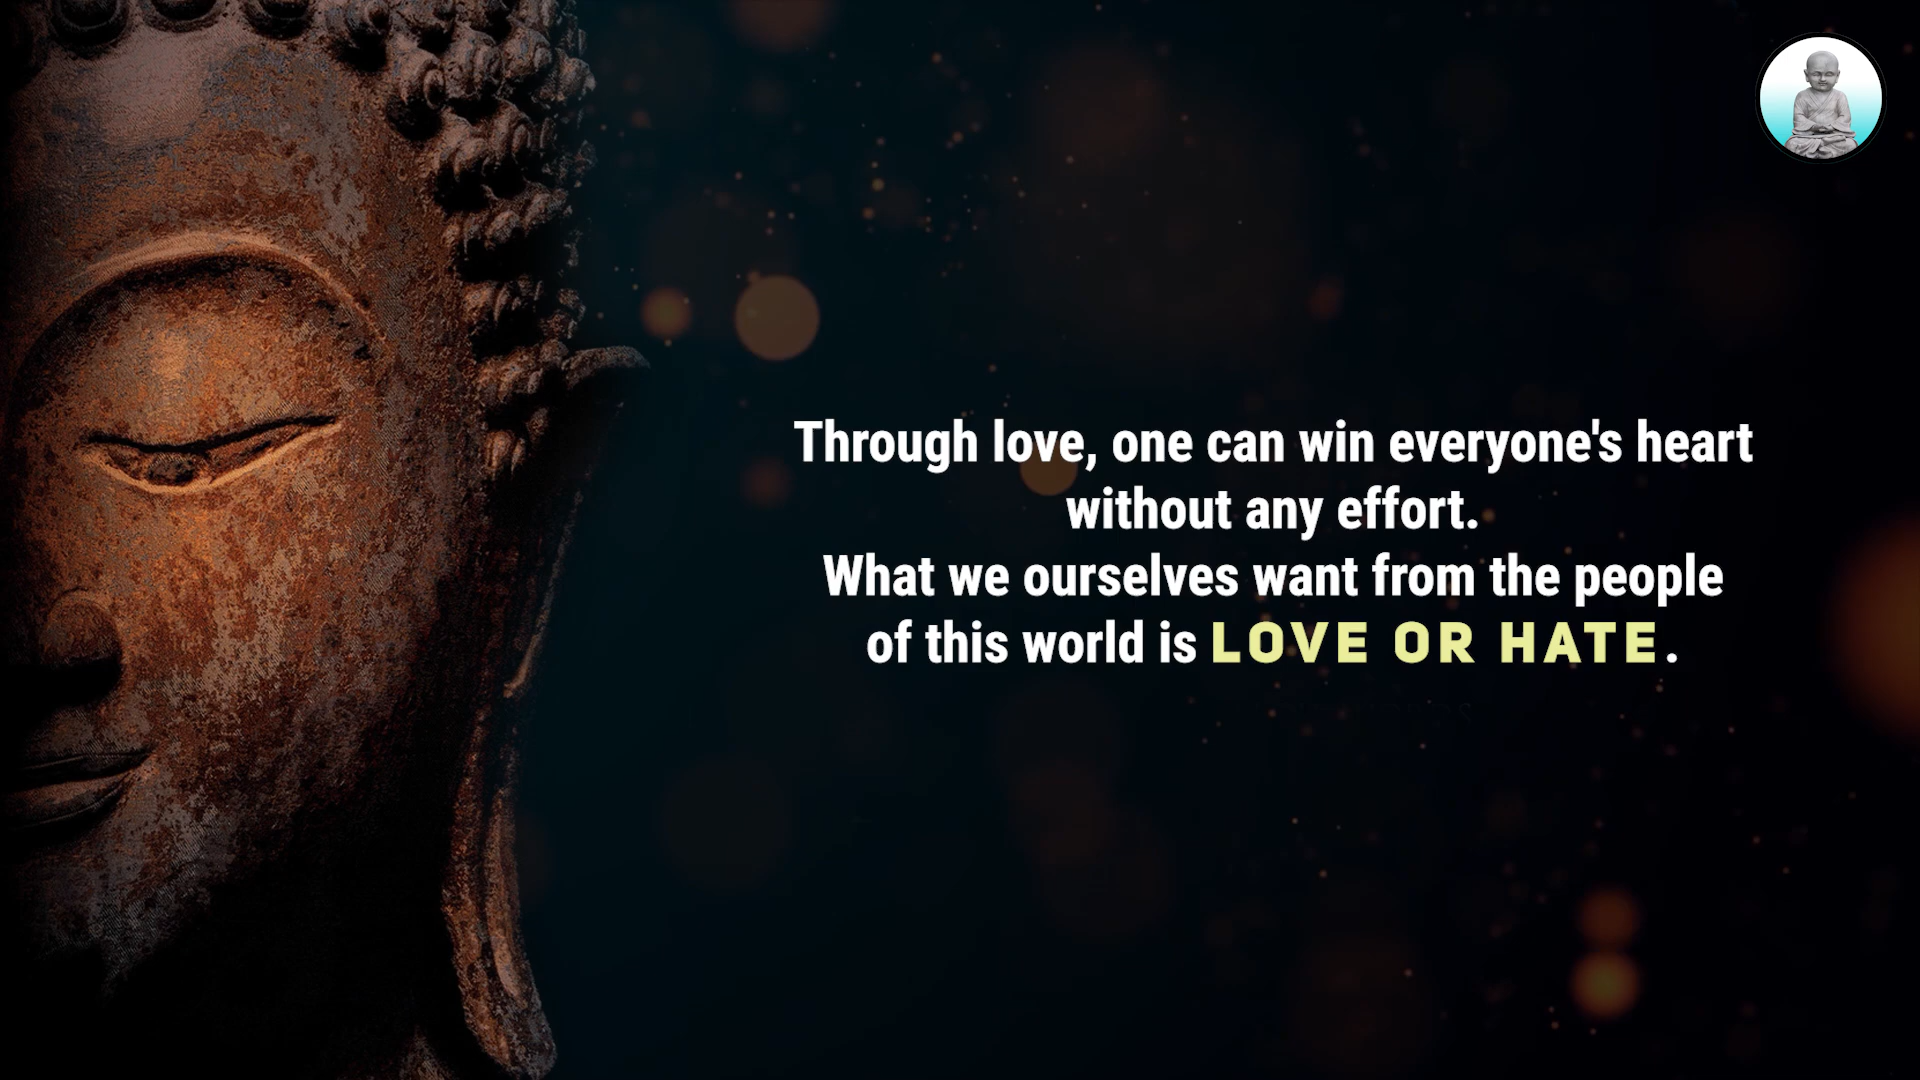 Through love, one can win everyone's heart
without any effort.
What we ourselves want from the people
of this world is LOVE OR HATE.